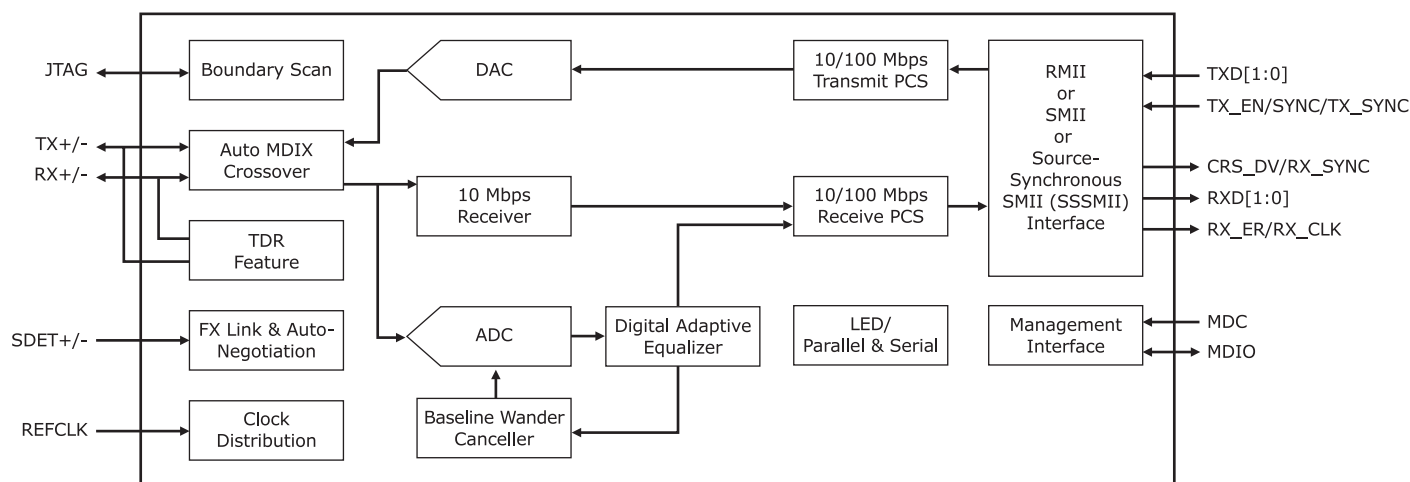 JTAG
TX+/-
RX+/-
SDET+/-
REFCLK
Boundary Scan
Auto MDIX
Crossover
TDR
Feature
FX Link & Auto-
Negotiation
Clock
Distribution
DAC
10 Mbps
Receiver
ADC
Baseline Wander
Canceller
Digital Adaptive
Equalizer
10/100 Mbps
Transmit PCS
10/100 Mbps
Receive PCS
LED/
Parallel & Serial
RMII
or
SMII
or
Source-
Synchronous
SMII (SSSMII)
Interface
Management
Interface
TXD[1:0]
TX_EN/SYNC/TX_SYNC
CRS_DV/RX_SYNC
RXD[1:0]
RX_ER/RX_CLK
MDC
MDIO